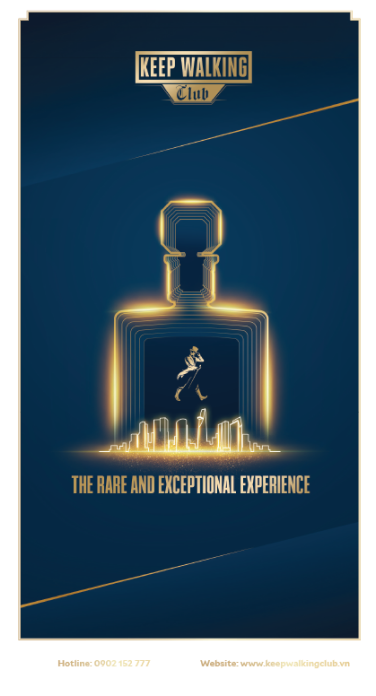 KEEP WALKING
Club
THE RARE AND EXCEPTIONAL EXPERIENCE
Hotline: 0902 152 777
Website: www.keepwalkingclub.vn